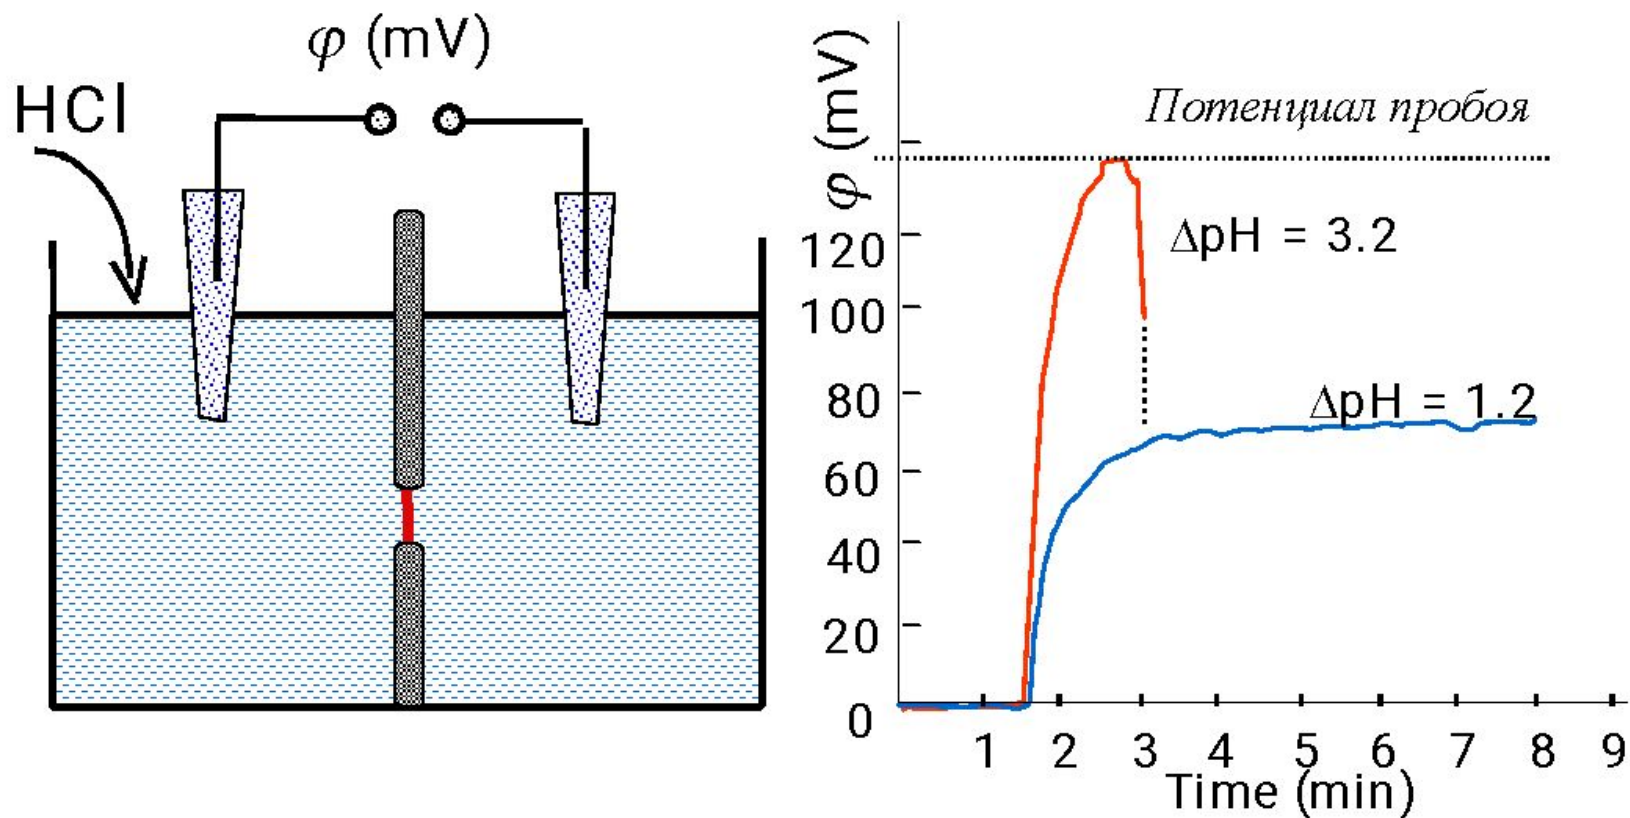 φ (mV)
HCl
φ (mV)
Потенциал пробоя
ΔpH = 3.2
ΔpH = 1.2
120
100
80
60
40
20
0
1 2 3 4 5 6 7 8 9
Time (min)